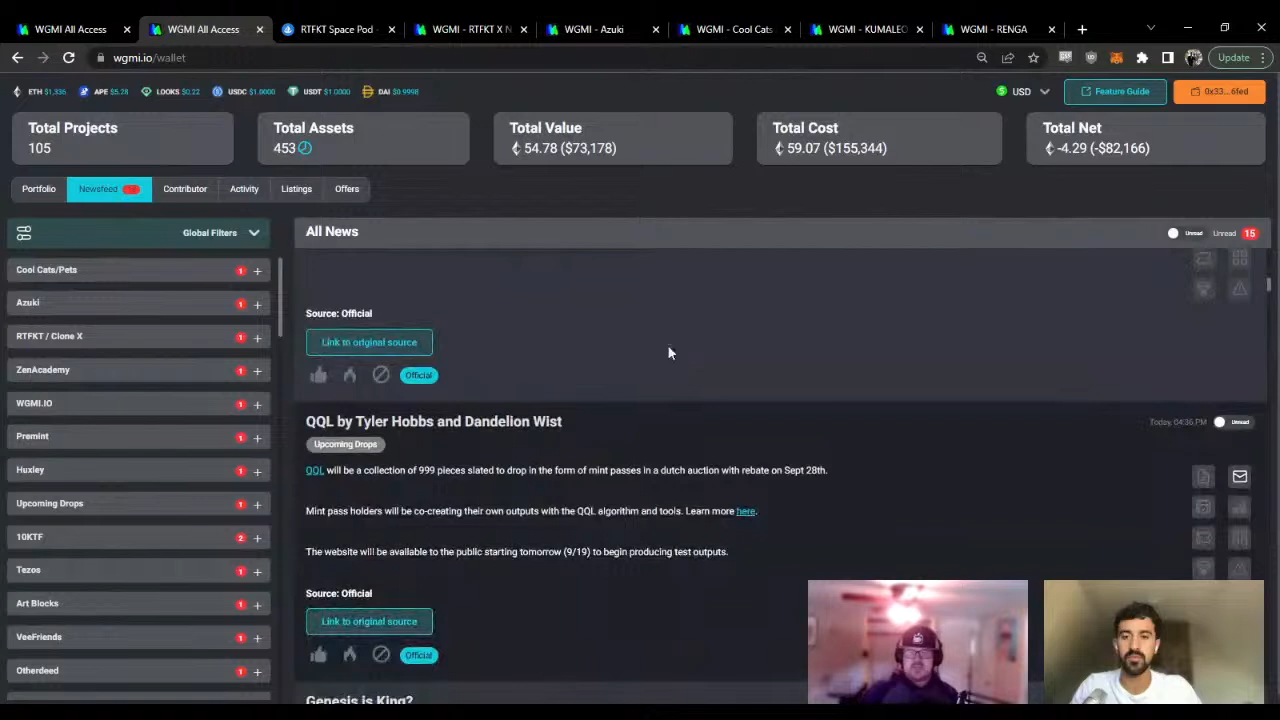 WGMI All Access
WGMI All Access
RTFKT Space Pod
WGMI - RTFKT X N
WGMI - Azuki
WGMI - Cool Cats
WGMI - KUMALEO
WGMI - RENGA
wgmi.io/wallet
Update
ETH $1,336
APE $5.28
LOOKS $0.22
USDC $1.0000
USDT $1.0000
DAI $0.9998
USD
Feature Guide
0x33...6fed
Total Projects
105
Total Assets
453
Total Value
54.78 ($73,178)
Total Cost
59.07 ($155,344)
Total Net
-4.29 (-$82,166)
Portfolio
Newsfeed
Contributor
Activity
Listings
Offers
Global Filters
All News
Unread
Unread 15
Cool Cats/Pets 1
Azuki 1
RTFKT / Clone X 1
ZenAcademy 1
WGMI.IO 1
Premint 1
Huxley 1
Upcoming Drops 1
10KTF 2
Tezos 1
Art Blocks 1
VeeFriends 1
Otherdeed 1
Source: Official
Link to original source
Official
QQL by Tyler Hobbs and Dandelion Wist
Today, 04:36 PM
Unread
Upcoming Drops
QQL will be a collection of 999 pieces slated to drop in the form of mint passes in a dutch auction with rebate on Sept 28th.
Mint pass holders will be co-creating their own outputs with the QQL algorithm and tools. Learn more here.
The website will be available to the public starting tomorrow (9/19) to begin producing test outputs.
Source: Official
Link to original source
Official
Genesis is King?